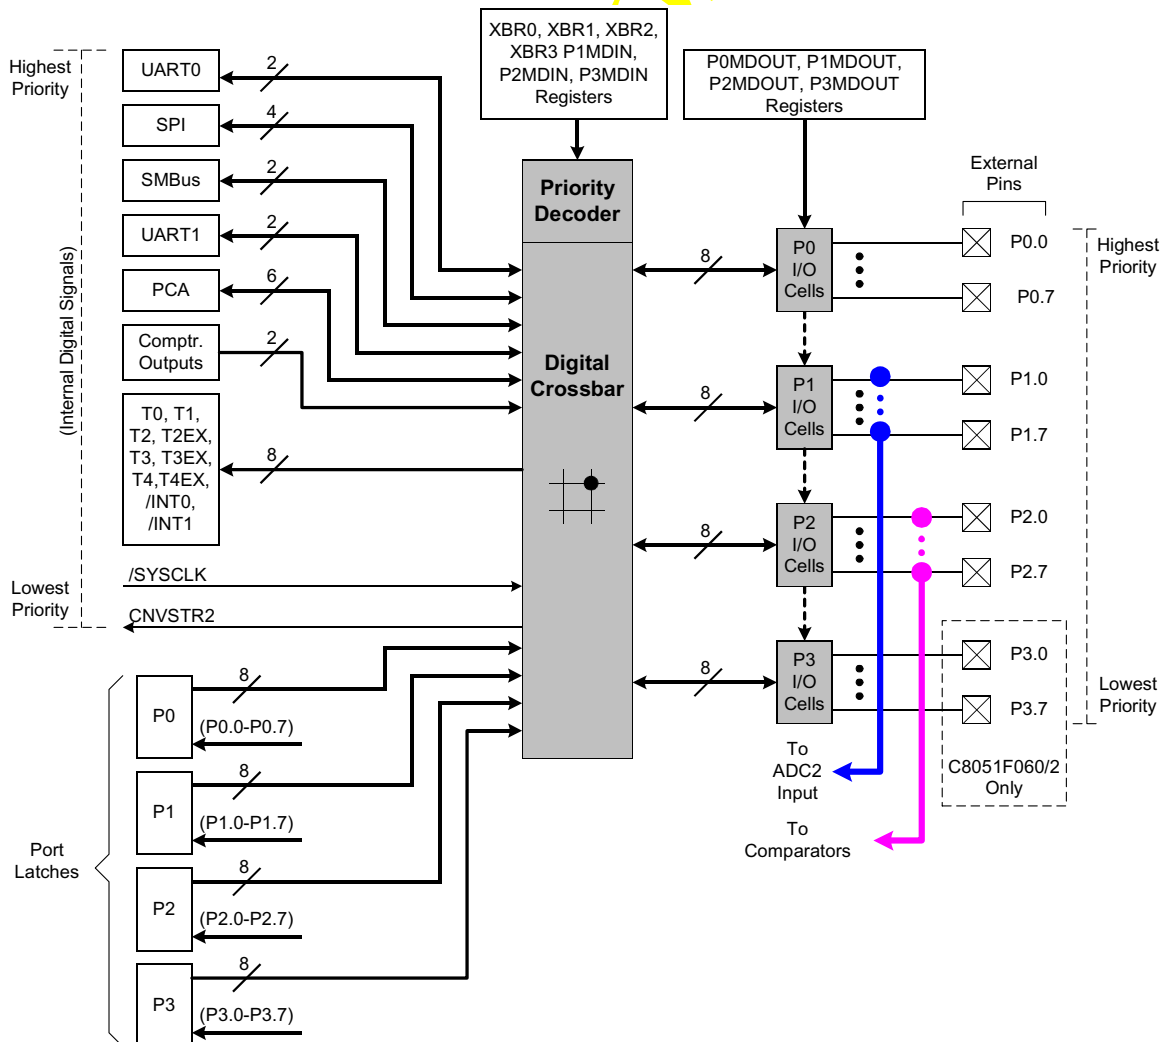 XBR0, XBR1, XBR2,
XBR3 P1MDIN,
P2MDIN, P3MDIN
Registers
P0MDOUT, P1MDOUT,
P2MDOUT, P3MDOUT
Registers
Highest
Priority
UART0
2
SPI
4
SMBus
2
UART1
2
PCA
6
Comptr.
Outputs
2
T0, T1,
T2, T2EX,
T3, T3EX,
T4,T4EX,
/INT0,
/INT1
8
(Internal Digital Signals)
Lowest
Priority
/SYSCLK
CNVSTR2
Priority
Decoder
Digital
Crossbar
External
Pins
8
P0
I/O
Cells
P0.0
P0.7
Highest
Priority
8
P1
I/O
Cells
P1.0
P1.7
8
P2
I/O
Cells
P2.0
P2.7
8
P3
I/O
Cells
P3.0
P3.7
Lowest
Priority
C8051F060/2
Only
To
ADC2
Input
To
Comparators
Port
Latches
P0
8
(P0.0-P0.7)
P1
8
(P1.0-P1.7)
P2
8
(P2.0-P2.7)
P3
8
(P3.0-P3.7)